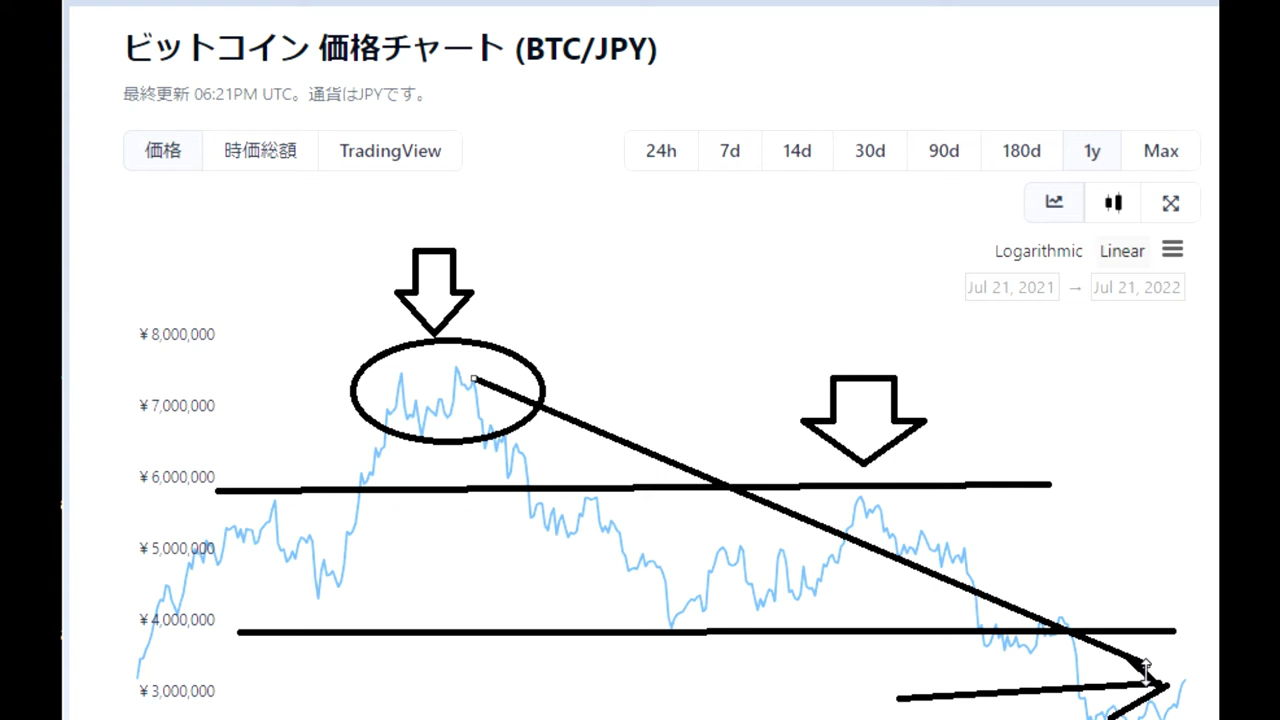 ビットコイン 価格チャート (BTC/JPY)
最終更新 06:21PM UTC。通貨はJPYです。
価格 時価総額 TradingView 24h 7d 14d 30d 90d 180d 1y Max
Logarithmic Linear
Jul 21, 2021 → Jul 21, 2022
¥8,000,000
¥7,000,000
¥6,000,000
¥5,000,000
¥4,000,000
¥3,000,000